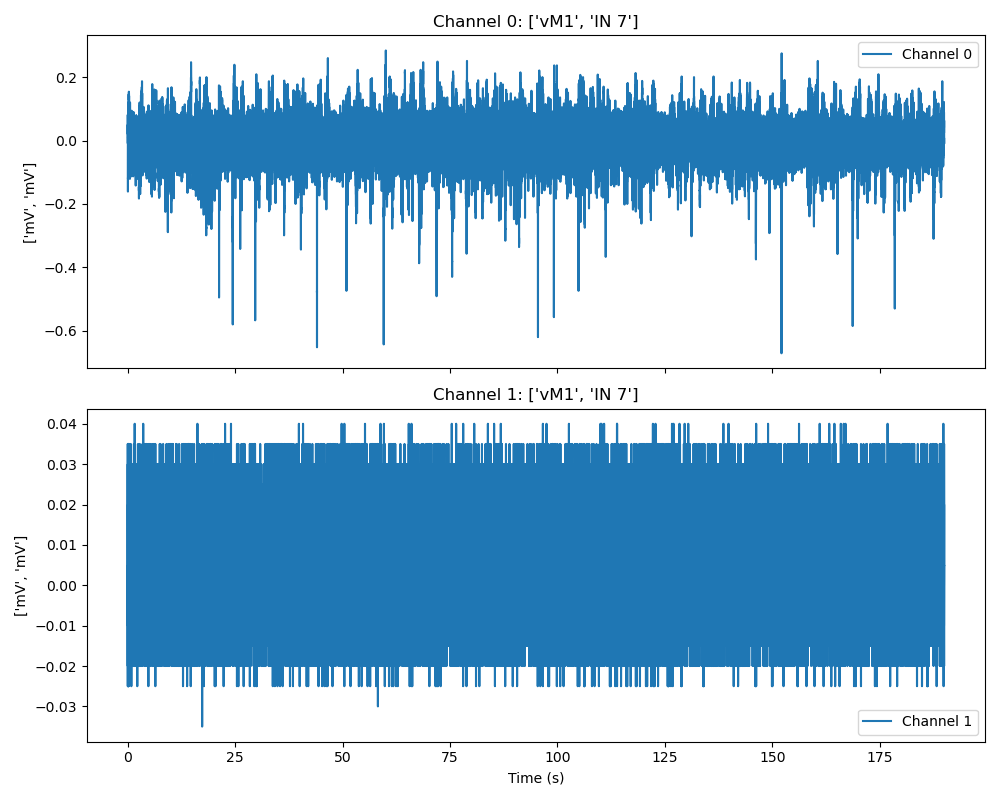 Channel 0: ['vM1', 'IN 7']
Channel 0
0.2
0.0
−0.2
−0.4
−0.6
['mV', 'mV']
Channel 1: ['vM1', 'IN 7']
0.04
0.03
0.02
0.01
0.00
−0.01
−0.02
−0.03
['mV', 'mV']
Channel 1
0 25 50 75 100 125 150 175
Time (s)